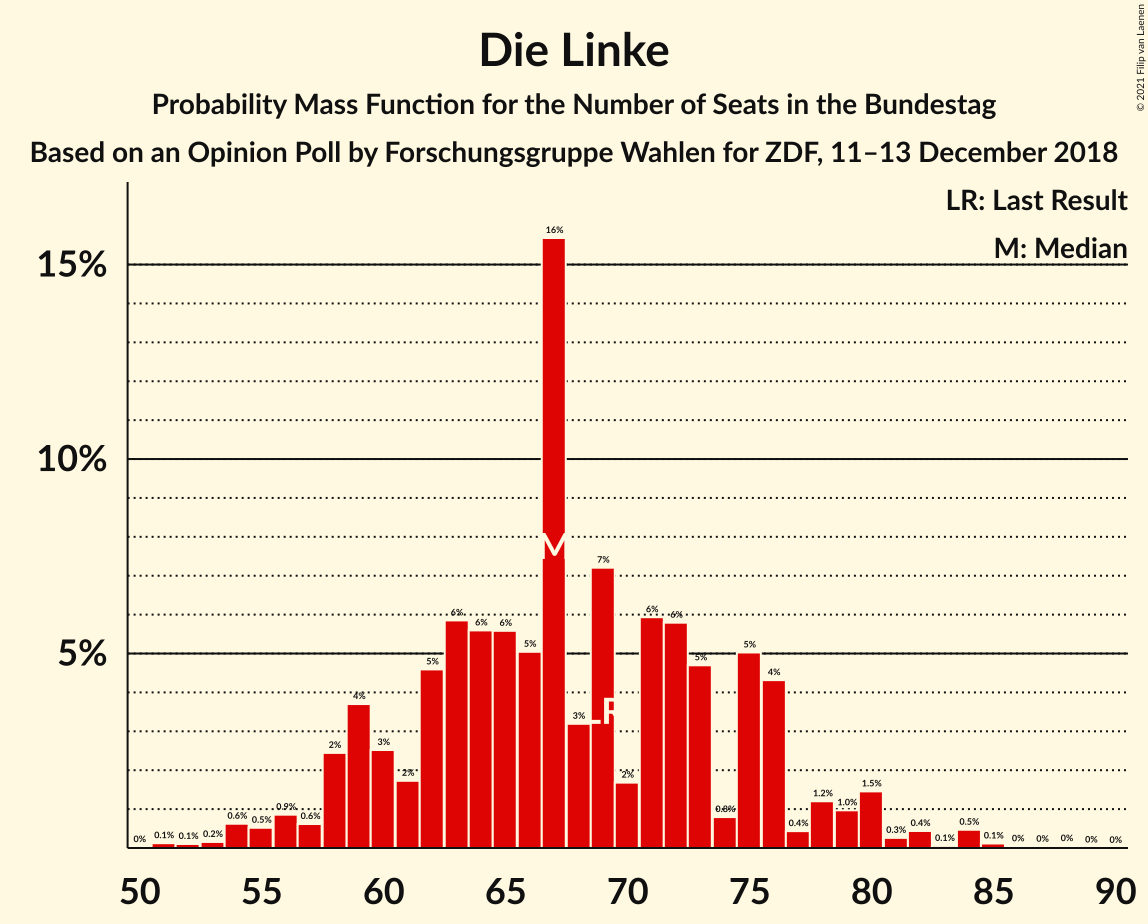 Die Linke
Probability Mass Function for the Number of Seats in the Bundestag
Based on an Opinion Poll by Forschungsgruppe Wahlen for ZDF, 11–13 December 2018
© 2021 Filip van Laenen
LR: Last Result
M: Median
15%
10%
5%
0% 0.1% 0.1% 0.2% 0.6% 0.5% 0.9% 0.6% 2% 4% 3% 2% 5% 6% 6% 6% 5% 16% 3% 7% 2% 6% 6% 5% 0.8% 5% 4% 0.4% 1.2% 1.0% 1.5% 0.3% 0.4% 0.1% 0.5% 0.1% 0% 0% 0% 0% 0%
M
LR
50 55 60 65 70 75 80 85 90